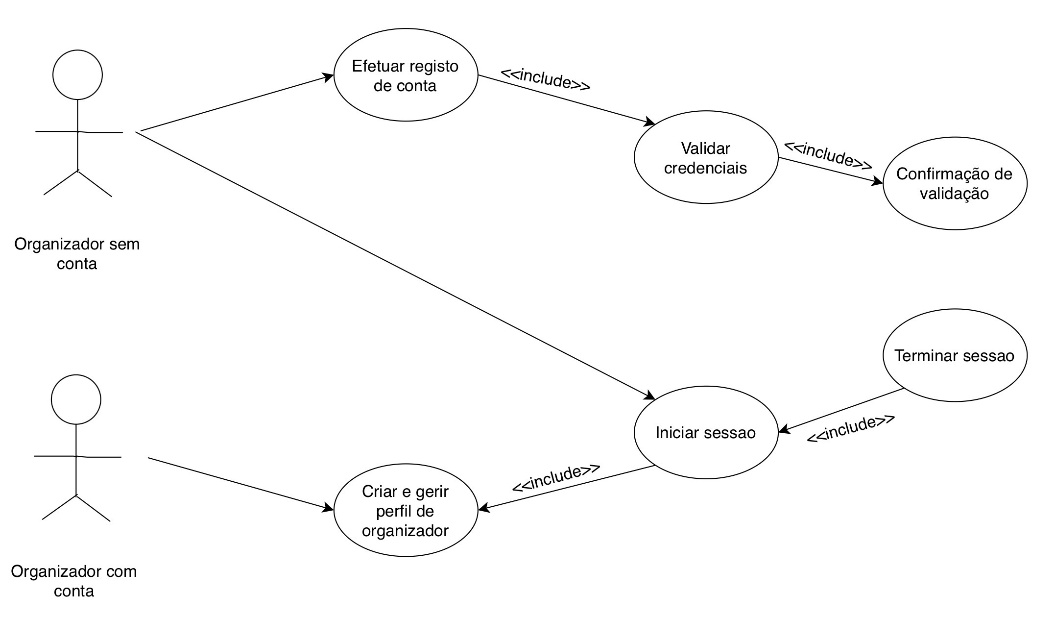 Efetuar registo
de conta
<<include>>
Validar
credenciais
<<include>>
Confirmação de
validação
Organizador sem
conta
Terminar sessao
<<include>>
Iniciar sessao
<<include>>
Criar e gerir
perfil de
organizador
Organizador com
conta